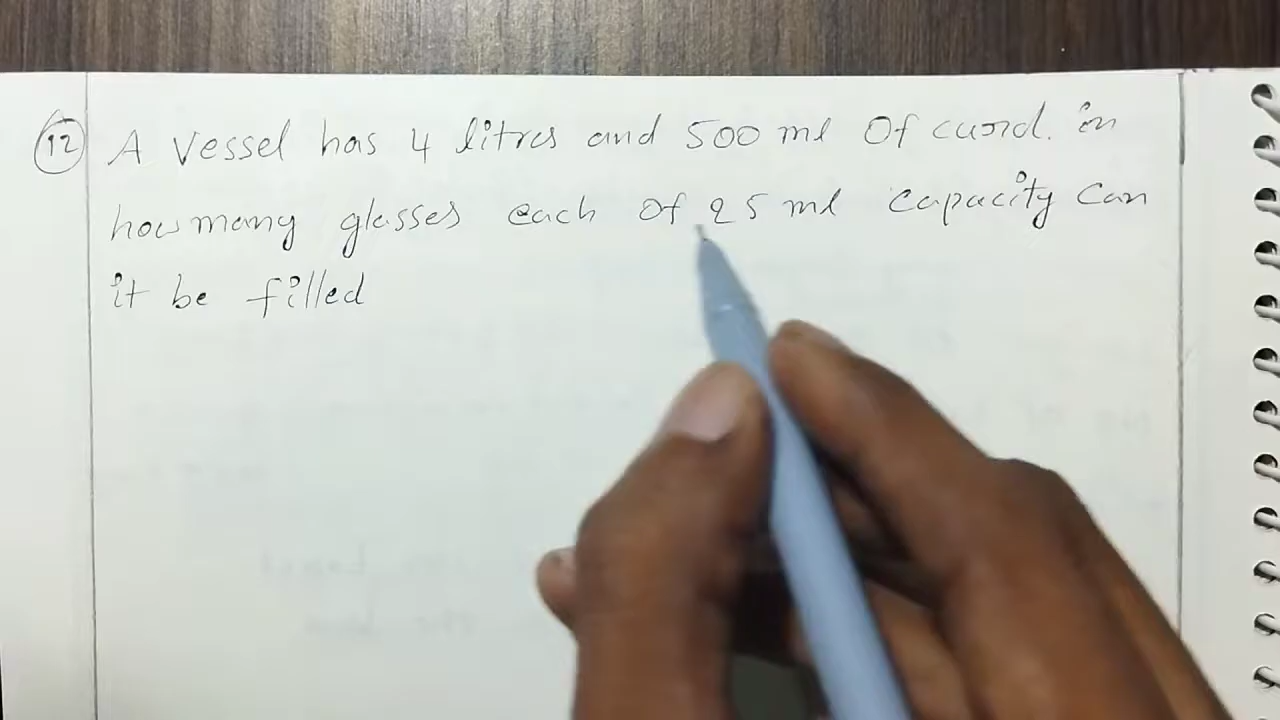 12 A Vessel has 4 litres and 500 ml Of curd. in
how many glasses each of 25 ml capacity can
it be filled